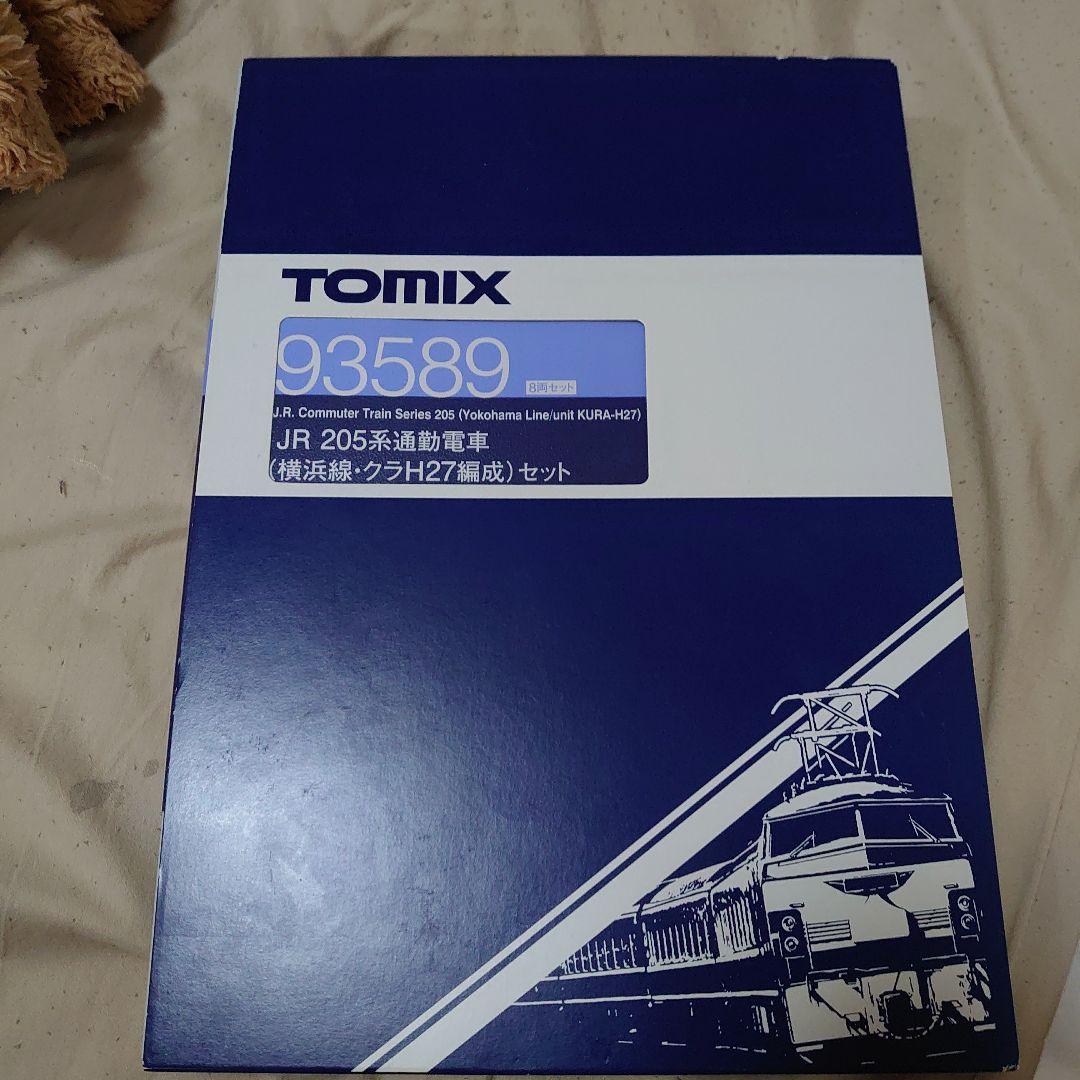 TOMIX
93589 8両セット
J.R. Commuter Train Series 205 (Yokohama Line/unit KURA-H27)
JR 205系通勤電車
(横浜線・クラH27編成)セット